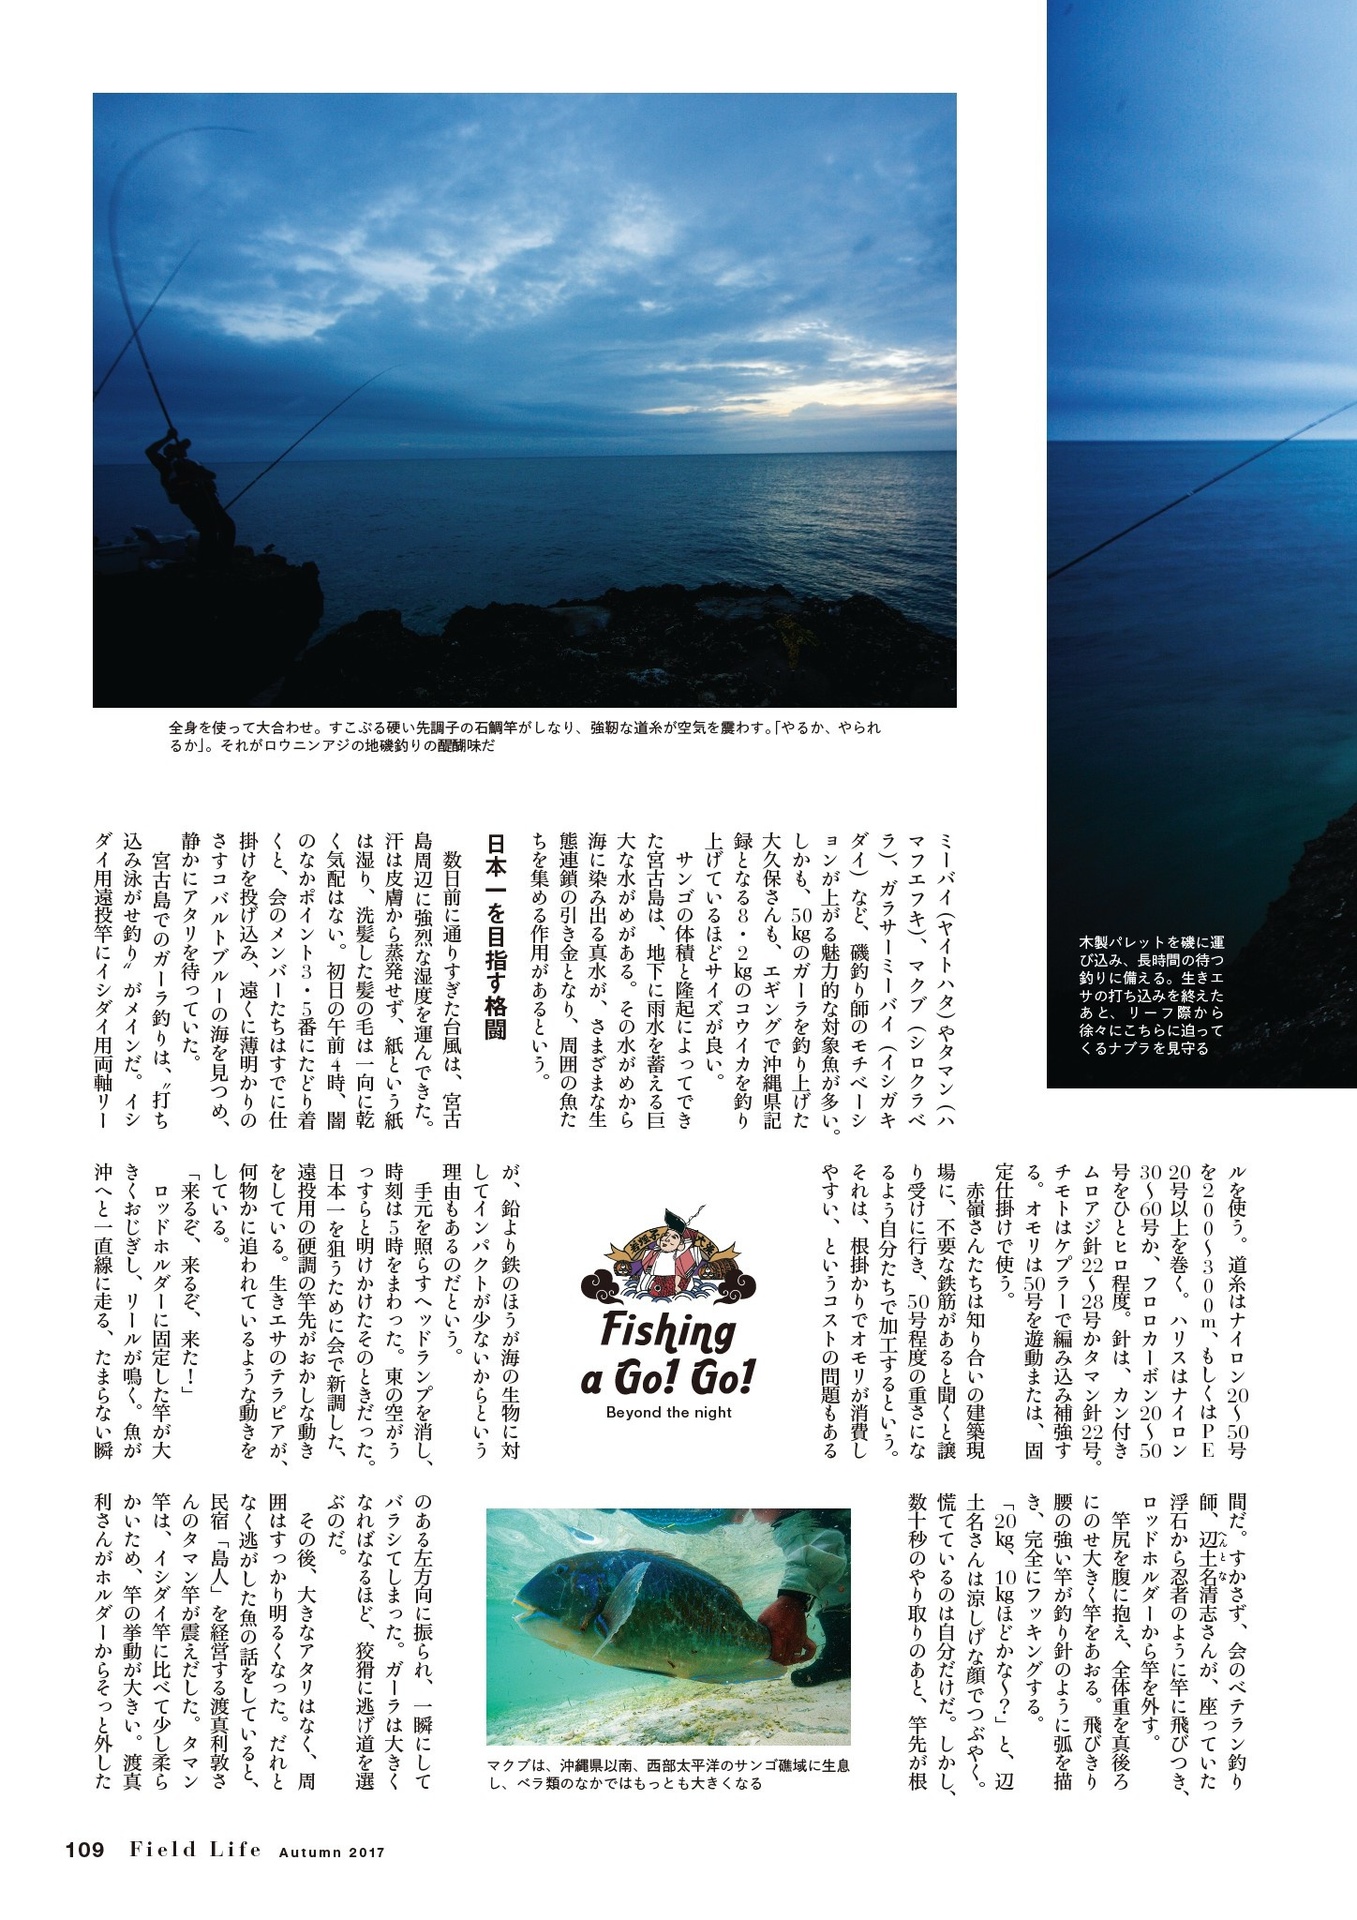 全身を使って大合わせ。すこぶる硬い先調子の石鯛竿がしなり、強靭な道糸が空気を震わす。「やるか、やられ
るか」。それがロウニンアジの地磯釣りの醍醐味だ
木製パレットを磯に運
び込み、長時間の待つ
釣りに備える。生きエ
サの打ち込みを終えた
あと、リーフ際から
徐々にこちらに迫って
くるナブラを見守る
ミーバイ（ヤイトハタ）やタマン（ハ
マフエフキ）、マクブ（シロクラベ
ラ）、ガラサーミーバイ（イシガキ
ダイ）など、磯釣り師のモチベーシ
ョンが上がる魅力的な対象魚が多い。
しかも、50㎏のガーラを釣り上げた
大久保さんも、エギングで沖縄県記
録となる8・2㎏のコウイカを釣り
上げているほどサイズが良い。
サンゴの体積と隆起によってでき
た宮古島は、地下に雨水を蓄える巨
大な水がめがある。その水がめから
海に染み出る真水が、さまざまな生
態連鎖の引き金となり、周囲の魚た
ちを集める作用があるという。
日本一を目指す格闘
数日前に通りすぎた台風は、宮古
島周辺に強烈な湿度を運んできた。
汗は皮膚から蒸発せず、紙という紙
は湿り、洗髪した髪の毛は一向に乾
く気配はない。初日の午前4時、闇
のなかポイント3・5番にたどり着
くと、会のメンバーたちはすでに仕
掛けを投げ込み、遠くに薄明かりの
さすコバルトブルーの海を見つめ、
静かにアタリを待っていた。
宮古島でのガーラ釣りは、〝打ち
込み泳がせ釣り〟がメインだ。イシ
ダイ用遠投竿にイシダイ用両軸リー
ルを使う。道糸はナイロン20〜50号
を200〜300m、もしくはPE
20号以上を巻く。ハリスはナイロン
30〜60号か、フロロカーボン20〜50
号をひとヒロ程度。針は、カン付き
ムロアジ針22〜28号かタマン針22号。
チモトはケプラーで編み込み補強す
る。オモリは50号を遊動または、固
定仕掛けで使う。
赤嶺さんたちは知り合いの建築現
場に、不要な鉄筋があると聞くと譲
り受けに行き、50号程度の重さにな
るよう自分たちで加工するという。
それは、根掛かりでオモリが消費し
やすい、というコストの問題もある
が、鉛より鉄のほうが海の生物に対
してインパクトが少ないからという
理由もあるのだという。
手元を照らすヘッドランプを消し、
時刻は5時をまわった。東の空がう
っすらと明けかけたそのときだった。
日本一を狙うために会で新調した、
遠投用の硬調の竿先がおかしな動き
をしている。生きエサのテラピアが、
何物かに追われているような動きを
している。
「来るぞ、来るぞ、来た！」
ロッドホルダーに固定した竿が大
きくおじぎし、リールが鳴く。魚が
沖へと一直線に走る、たまらない瞬
若恵子
大漁
Fishing
a Go! Go!
Beyond the night
間だ。すかさず、会のベテラン釣り
師、辺土名清志さんが、座っていた
へんとな
浮石から忍者のように竿に飛びつき、
ロッドホルダーから竿を外す。
竿尻を腹に抱え、全体重を真後ろ
にのせ大きく竿をあおる。飛びきり
腰の強い竿が釣り針のように弧を描
き、完全にフッキングする。
「20㎏、10㎏ほどかな〜？」と、辺
土名さんは涼しげな顔でつぶやく。
慌てているのは自分だけだ。しかし、
数十秒のやり取りのあと、竿先が根
のある左方向に振られ、一瞬にして
バラシてしまった。ガーラは大きく
なればなるほど、狡猾に逃げ道を選
ぶのだ。
その後、大きなアタリはなく、周
囲はすっかり明るくなった。だれと
なく逃がした魚の話をしていると、
民宿「島人」を経営する渡真利敦さ
んのタマン竿が震えだした。タマン
竿は、イシダイ竿に比べて少し柔ら
かいため、竿の挙動が大きい。渡真
利さんがホルダーからそっと外した
マクブは、沖縄県以南、西部太平洋のサンゴ礁域に生息
し、ベラ類のなかではもっとも大きくなる
109 Field Life Autumn 2017